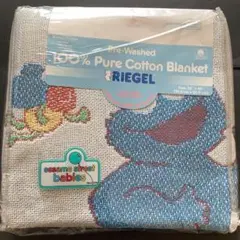 Pre-Washed
100% Pure Cotton Blanket
RIEGEL
sesame street
babies